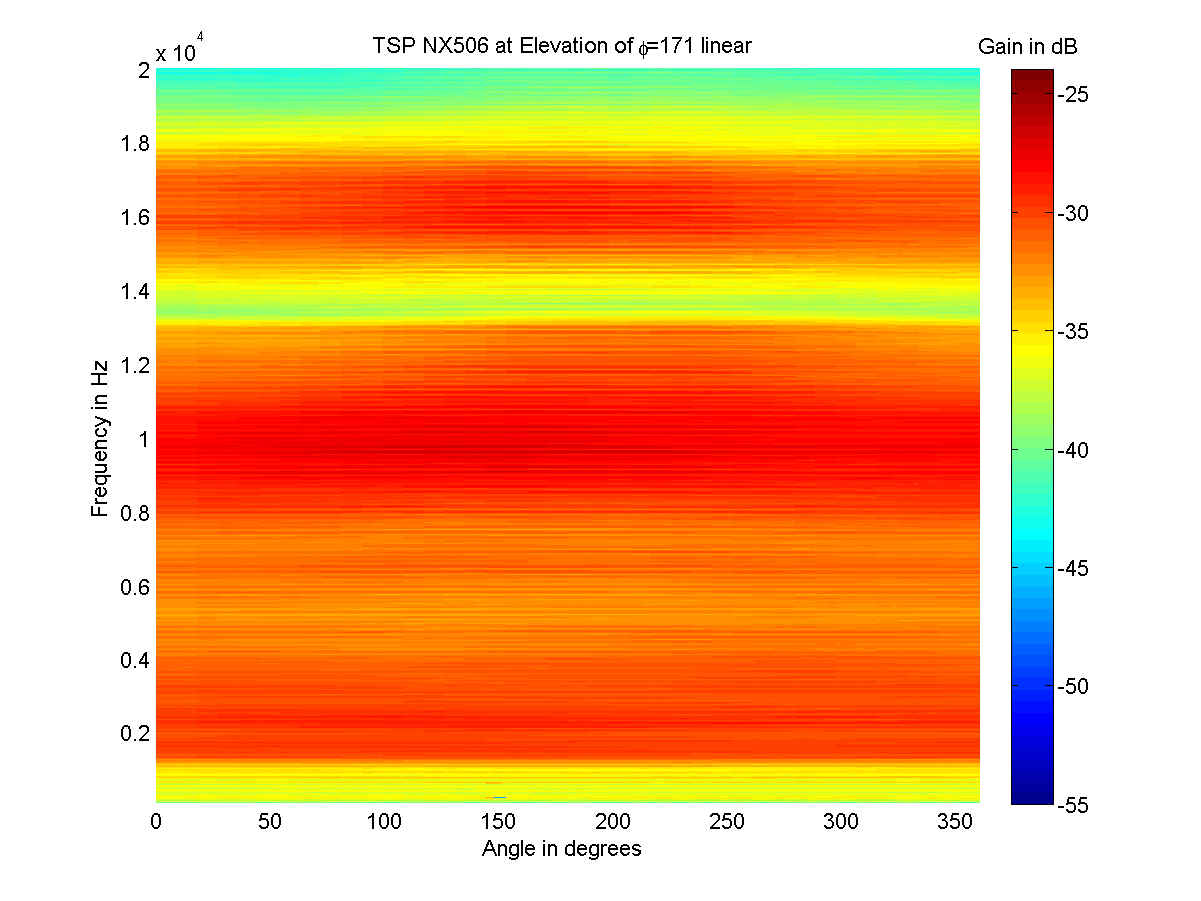 TSP NX506 at Elevation of ϕ=171 linear
Gain in dB
x 10^4
2
1.8
1.6
1.4
1.2
1
0.8
0.6
0.4
0.2
Frequency in Hz
0 50 100 150 200 250 300 350
Angle in degrees
-25
-30
-35
-40
-45
-50
-55